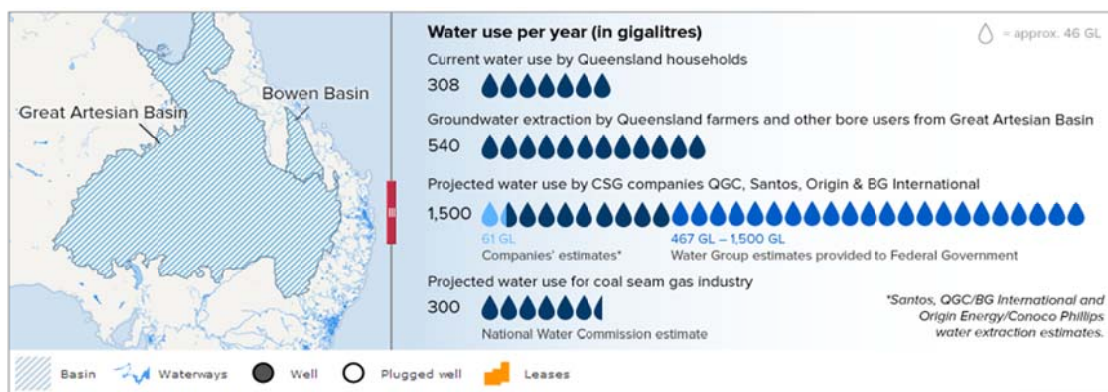 Great Artesian Basin
Bowen Basin
Water use per year (in gigalitres)
= approx. 46 GL
Current water use by Queensland households
308
Groundwater extraction by Queensland farmers and other bore users from Great Artesian Basin
540
Projected water use by CSG companies QGC, Santos, Origin & BG International
1,500
61 GL
Companies' estimates*
467 GL – 1,500 GL
Water Group estimates provided to Federal Government
Projected water use for coal seam gas industry
300
National Water Commission estimate
*Santos, QGC/BG International and
Origin Energy/Conoco Phillips
water extraction estimates.
Basin
Waterways
Well
Plugged well
Leases